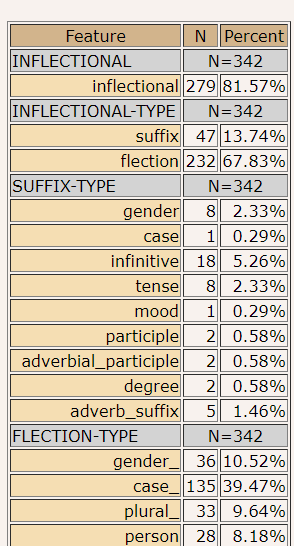 Feature N Percent
INFLECTIONAL N=342
inflectional 279 81.57%
INFLECTIONAL-TYPE N=342
suffix 47 13.74%
flection 232 67.83%
SUFFIX-TYPE N=342
gender 8 2.33%
case 1 0.29%
infinitive 18 5.26%
tense 8 2.33%
mood 1 0.29%
participle 2 0.58%
adverbial_participle 2 0.58%
degree 2 0.58%
adverb_suffix 5 1.46%
FLECTION-TYPE N=342
gender_ 36 10.52%
case_ 135 39.47%
plural_ 33 9.64%
person 28 8.18%